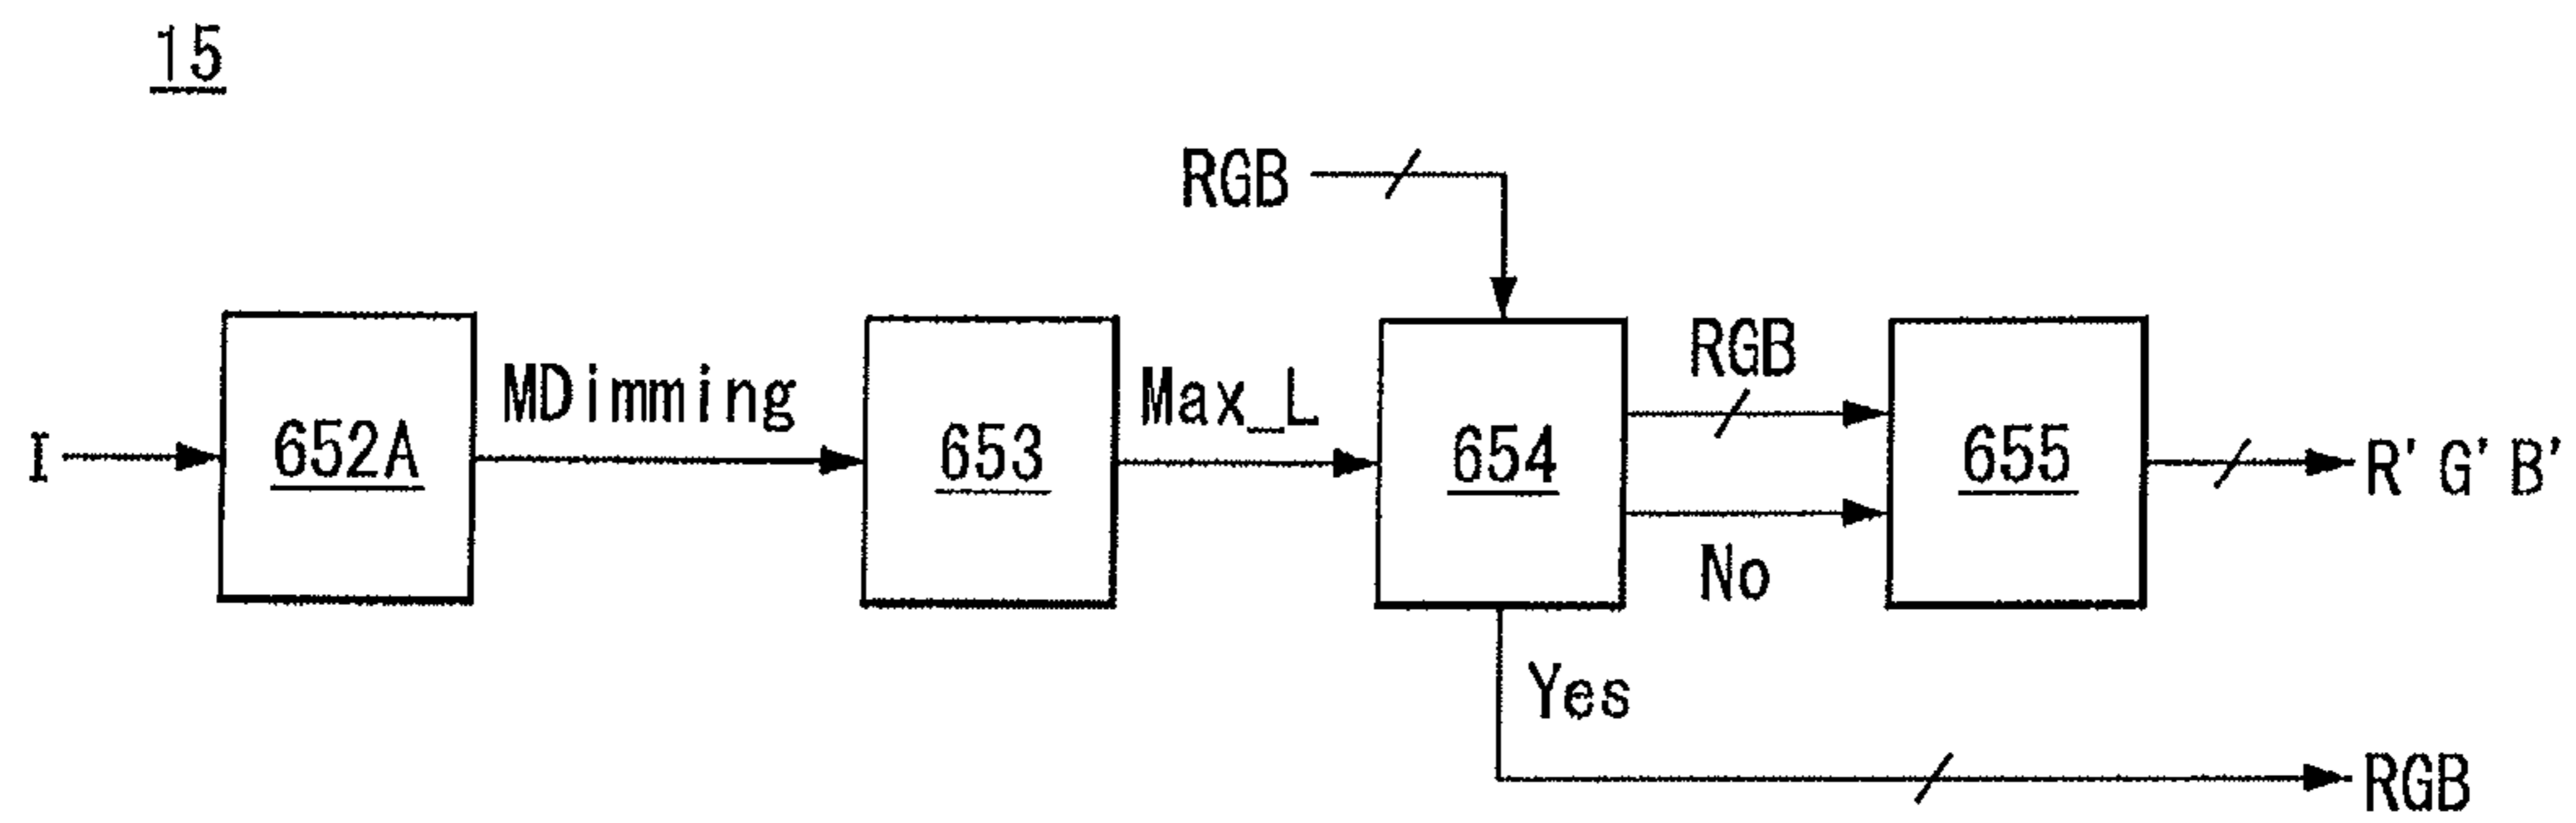 15
RGB
I
652A
MDimming
653
Max_L
654
RGB
No
655
R' G' B'
Yes
RGB